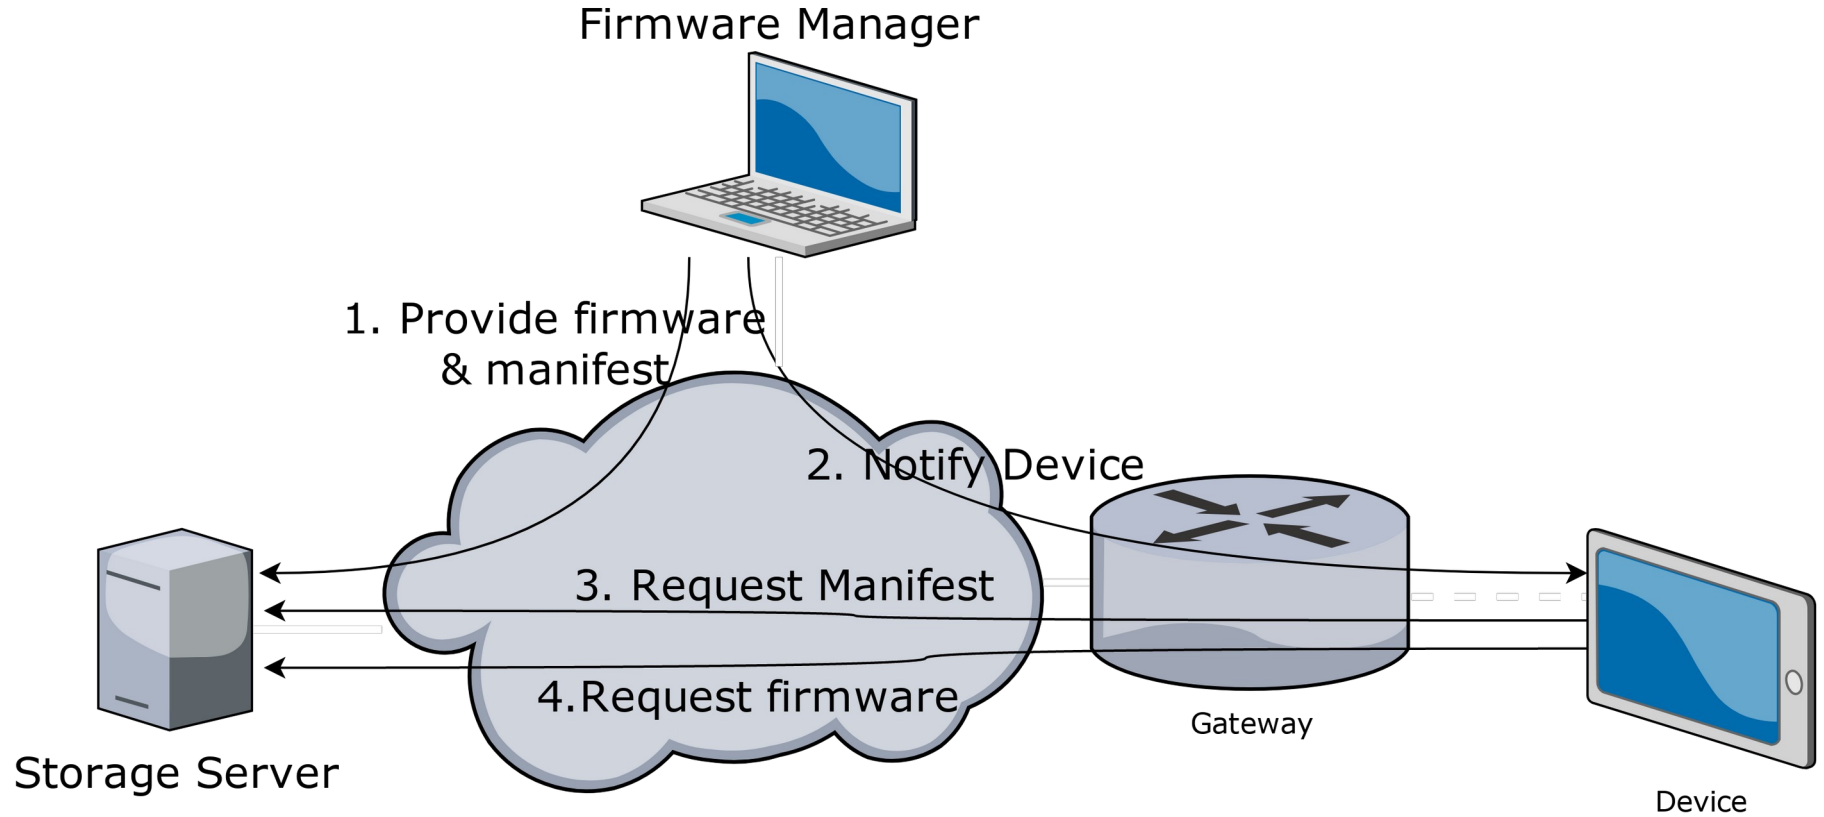 Firmware Manager
1. Provide firmware
& manifest
2. Notify Device
3. Request Manifest
4.Request firmware
Gateway
Storage Server
Device